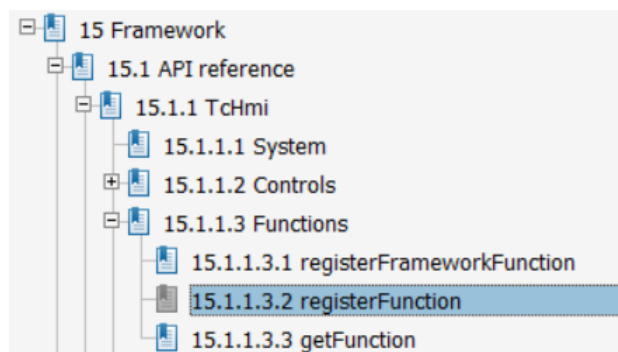 15 Framework
15.1 API reference
15.1.1 TcHmi
15.1.1.1 System
15.1.1.2 Controls
15.1.1.3 Functions
15.1.1.3.1 registerFrameworkFunction
15.1.1.3.2 registerFunction
15.1.1.3.3 getFunction